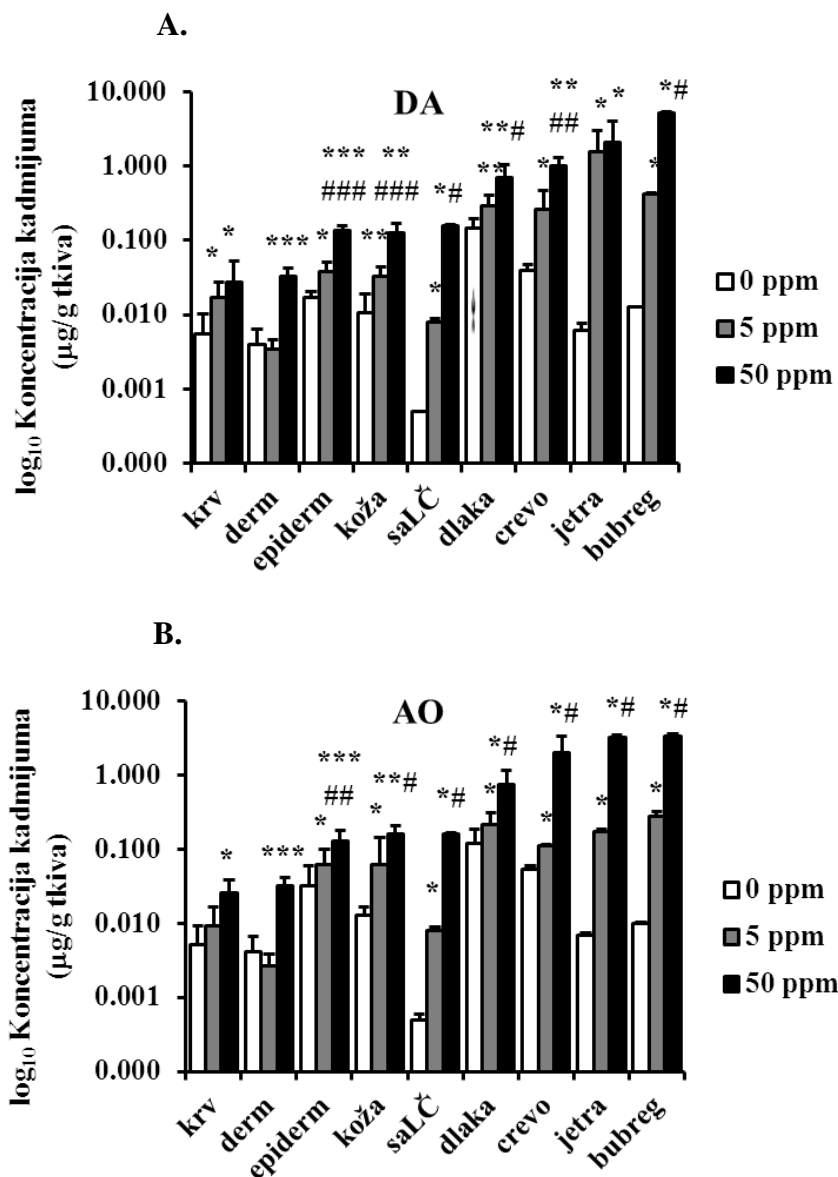 A.
DA
log₁₀ Koncentracija kadmijuma
(µg/g tkiva)
10.000
1.000
0.100
0.010
0.001
0.000
* *
***
*** ** 
### ###
* **
*#
*
**#
**
**
##
*
* *
*#
*
0 ppm
5 ppm
50 ppm
krv
derm
epiderm
koža
saLČ
dlaka
crevo
jetra
bubreg
B.
AO
log₁₀ Koncentracija kadmijuma
(µg/g tkiva)
10.000
1.000
0.100
0.010
0.001
0.000
*
***
***
##
*
**#
*
*#
*
*#
*
*#
*
*#
*
*#
*
0 ppm
5 ppm
50 ppm
krv
derm
epiderm
koža
saLČ
dlaka
crevo
jetra
bubreg